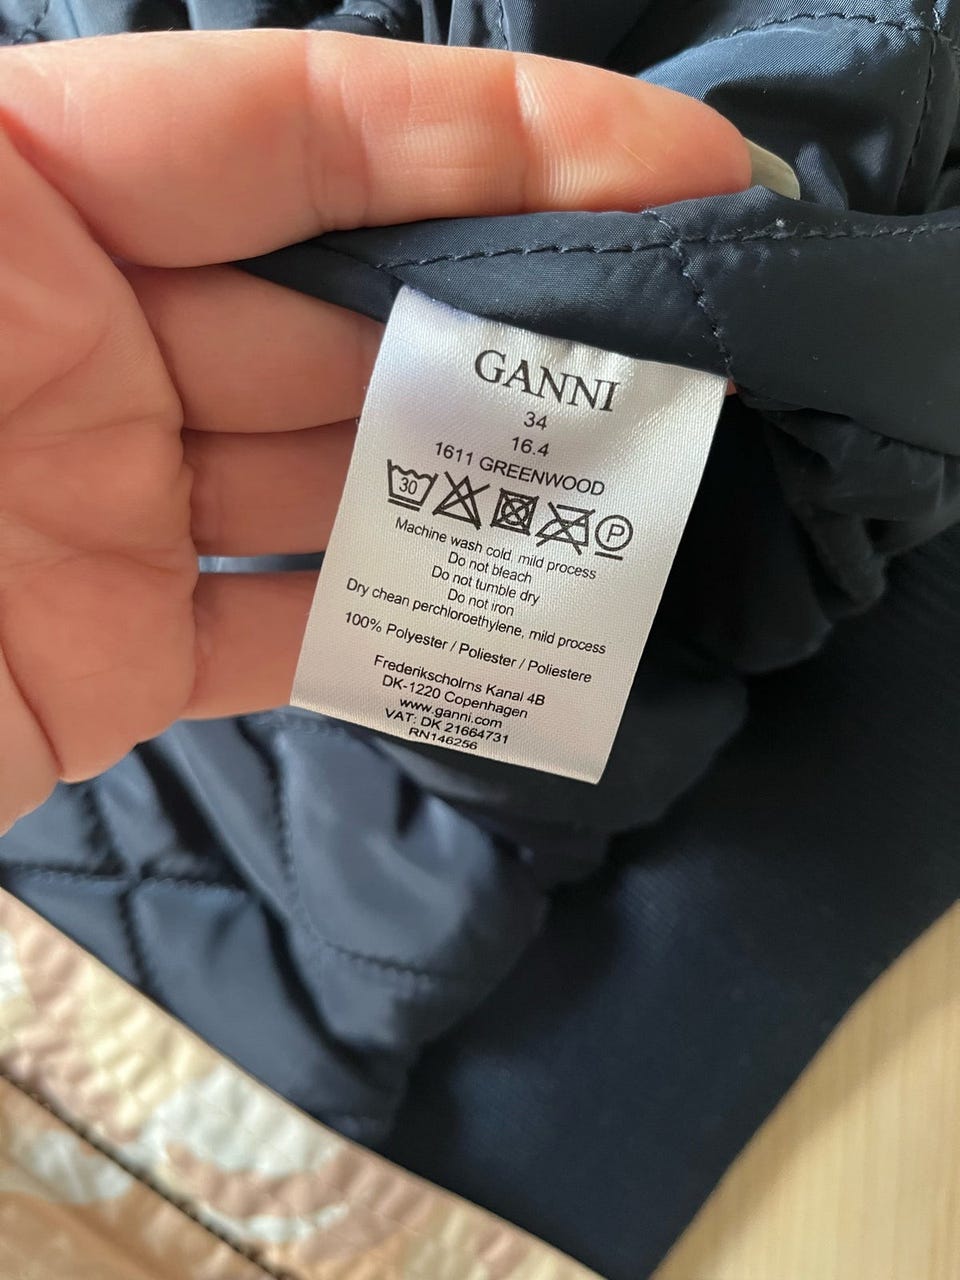 GANNI
34
16.4
1611 GREENWOOD
30 P
Machine wash cold, mild process
Do not bleach
Do not tumble dry
Do not iron
Dry chean perchloroethylene, mild process
100% Polyester / Poliester / Poliestere
Frederikscholms Kanal 4B
DK-1220 Copenhagen
www.ganni.com
VAT: DK 21664731
RN146256